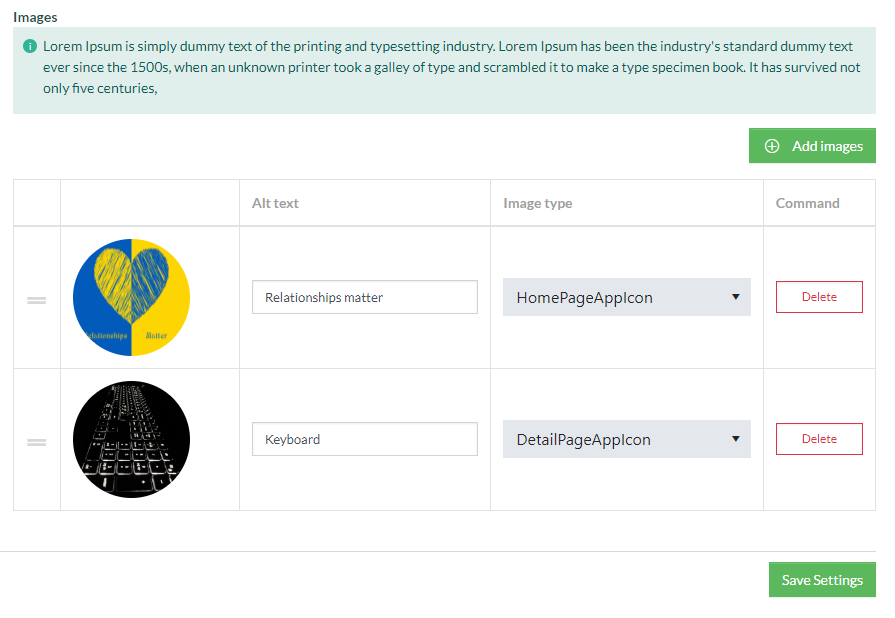 Images
Lorem Ipsum is simply dummy text of the printing and typesetting industry. Lorem Ipsum has been the industry's standard dummy text
ever since the 1500s, when an unknown printer took a galley of type and scrambled it to make a type specimen book. It has survived not
only five centuries,
Add images
Alt text
Image type
Command
Matter
Relationships matter
HomePageAppIcon
Delete
Keyboard
DetailPageAppIcon
Delete
Save Settings